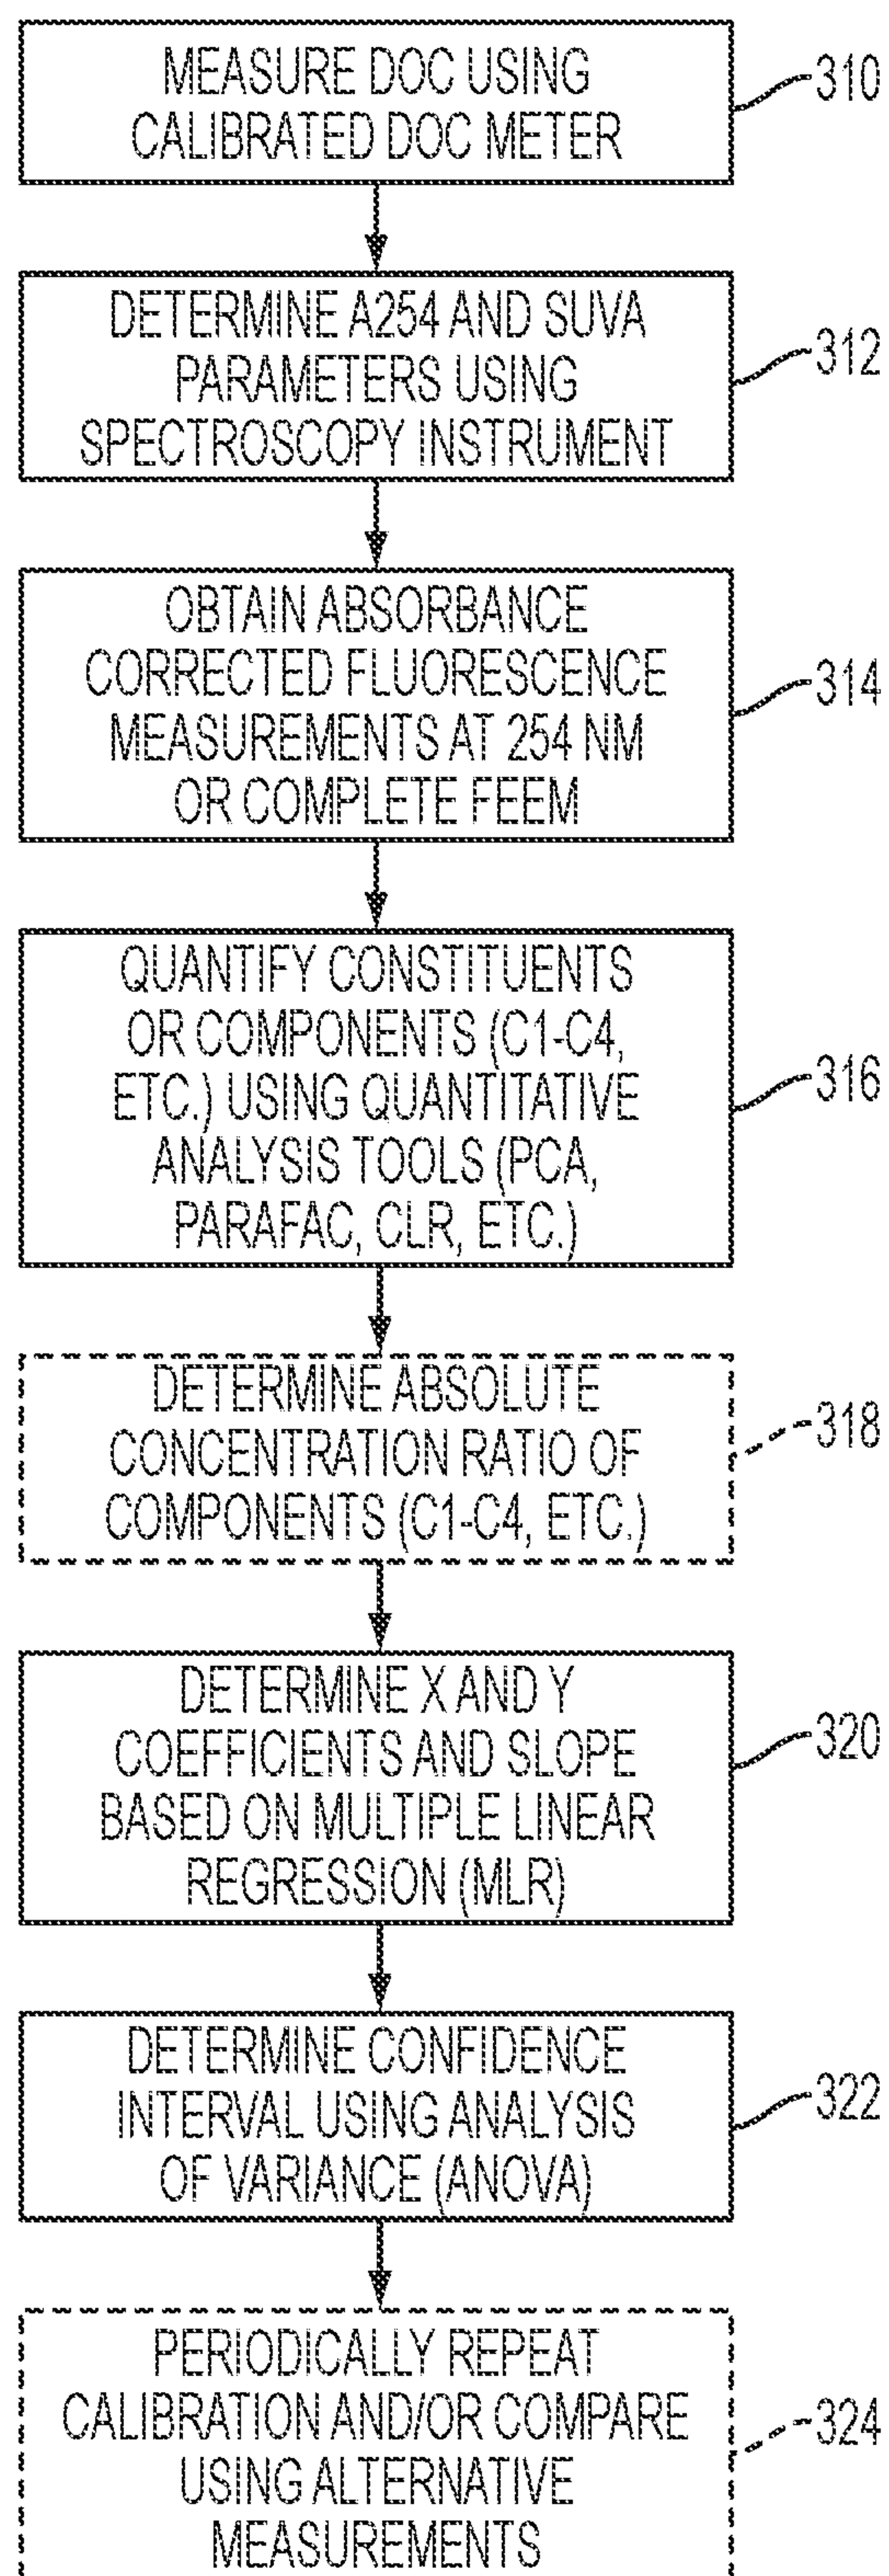 MEASURE DOC USING
CALIBRATED DOC METER
310
DETERMINE A254 AND SUVA
PARAMETERS USING
SPECTROSCOPY INSTRUMENT
312
OBTAIN ABSORBANCE
CORRECTED FLUORESCENCE
MEASUREMENTS AT 254 NM
OR COMPLETE FEEM
314
QUANTIFY CONSTITUENTS
OR COMPONENTS (C1-C4,
ETC.) USING QUANTITATIVE
ANALYSIS TOOLS (PCA,
PARAFAC, CLR, ETC.)
316
DETERMINE ABSOLUTE
CONCENTRATION RATIO OF
COMPONENTS (C1-C4, ETC.)
318
DETERMINE X AND Y
COEFFICIENTS AND SLOPE
BASED ON MULTIPLE LINEAR
REGRESSION (MLR)
320
DETERMINE CONFIDENCE
INTERVAL USING ANALYSIS
OF VARIANCE (ANOVA)
322
PERIODICALLY REPEAT
CALIBRATION AND/OR COMPARE
USING ALTERNATIVE
MEASUREMENTS
324